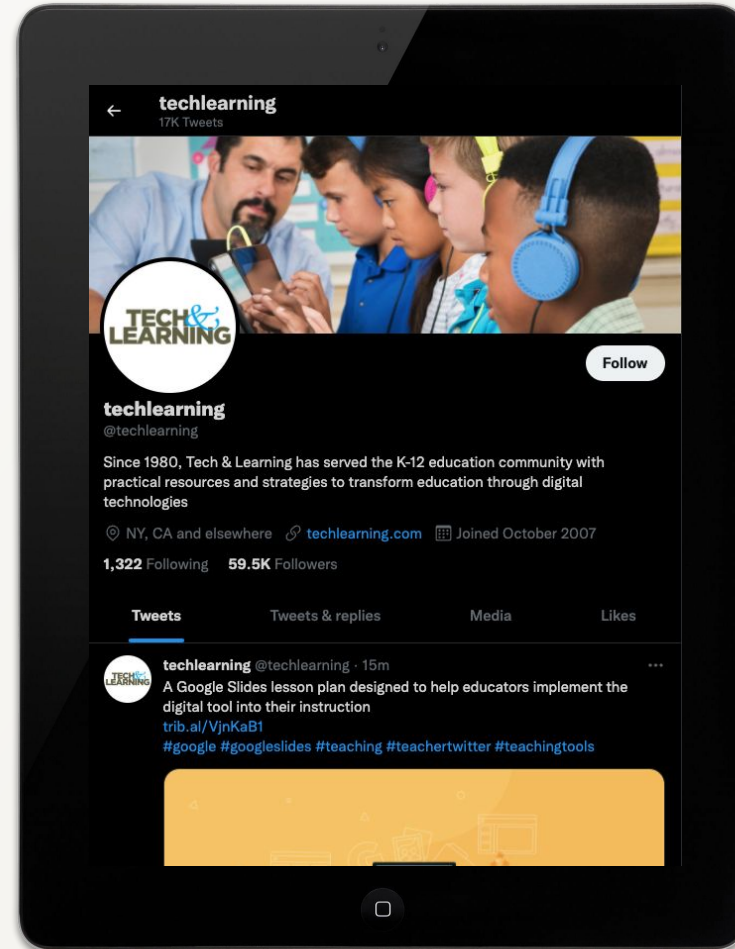 techlearning
17K Tweets
TECH&
LEARNING
Follow
techlearning
@techlearning
Since 1980, Tech & Learning has served the K-12 education community with
practical resources and strategies to transform education through digital
technologies
NY, CA and elsewhere techlearning.com Joined October 2007
1,322 Following 59.5K Followers
Tweets Tweets & replies Media Likes
TECH&
LEARNING
techlearning @techlearning · 15m
A Google Slides lesson plan designed to help educators implement the
digital tool into their instruction
trib.al/VjnKaB1
#google #googleslides #teaching #teachertwitter #teachingtools